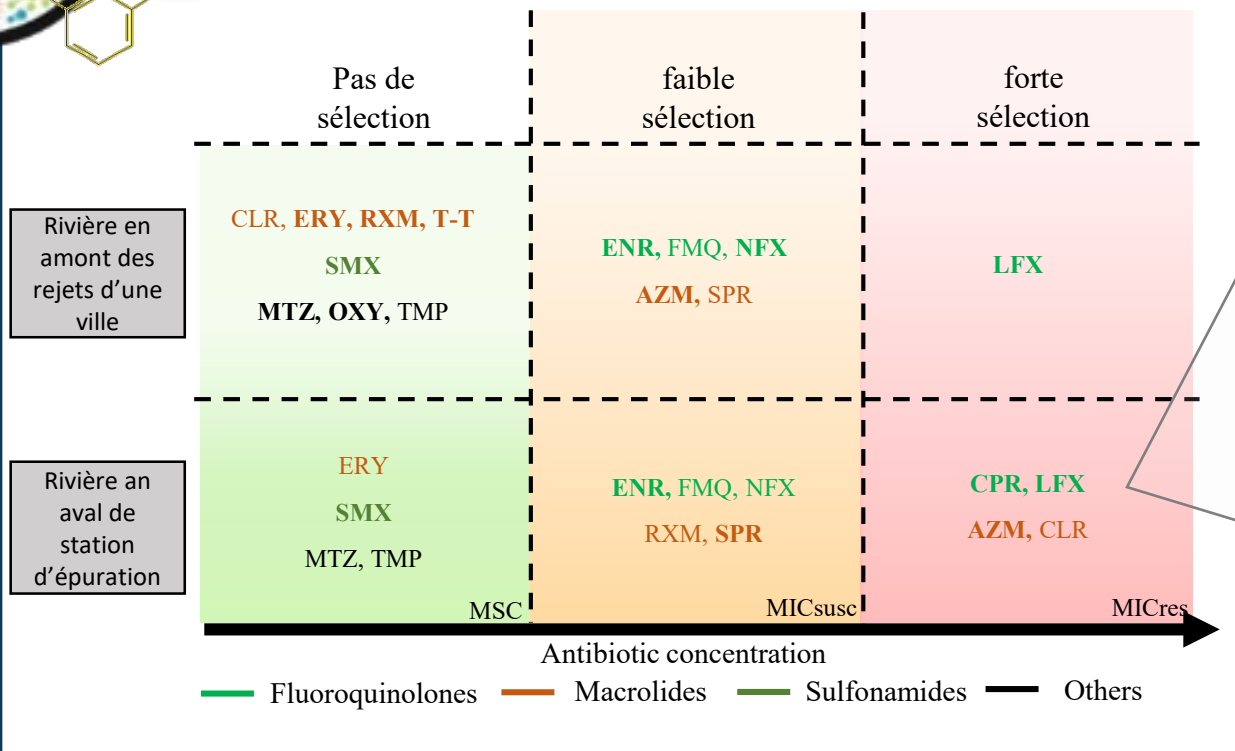 Pas de
sélection
faible
sélection
forte
sélection
Rivière en
amont des
rejets d'une
ville
CLR, ERY, RXM, T-T
SMX
MTZ, OXY, TMP
ENR, FMQ, NFX
AZM, SPR
LFX
Rivière an
aval de
station
d'épuration
ERY
SMX
MTZ, TMP
ENR, FMQ, NFX
RXM, SPR
CPR, LFX
AZM, CLR
MSC
MICsusc
MICres
Antibiotic concentration
Fluoroquinolones
Macrolides
Sulfonamides
Others